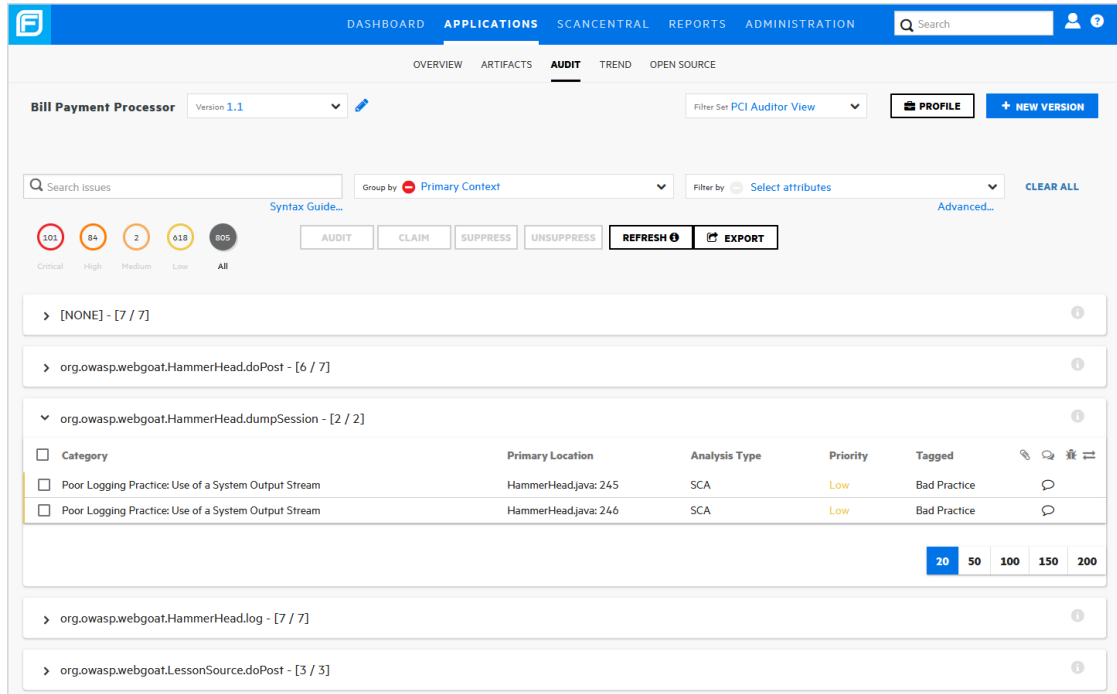 DASHBOARD APPLICATIONS SCANCENTRAL REPORTS ADMINISTRATION Search
OVERVIEW ARTIFACTS AUDIT TREND OPEN SOURCE
Bill Payment Processor Version 1.1 Filter Set PCI Auditor View PROFILE + NEW VERSION
Search issues Group by Primary Context Filter by Select attributes CLEAR ALL
Syntax Guide... Advanced...
101 84 2 618 805 AUDIT CLAIM SUPPRESS UNSUPPRESS REFRESH EXPORT
Critical High Medium Low All
[NONE] - [7 / 7]
org.owasp.webgoat.HammerHead.doPost - [6 / 7]
org.owasp.webgoat.HammerHead.dumpSession - [2 / 2]
Category Primary Location Analysis Type Priority Tagged
Poor Logging Practice: Use of a System Output Stream HammerHead.java: 245 SCA Low Bad Practice
Poor Logging Practice: Use of a System Output Stream HammerHead.java: 246 SCA Low Bad Practice
20 50 100 150 200
org.owasp.webgoat.HammerHead.log - [7 / 7]
org.owasp.webgoat.LessonSource.doPost - [3 / 3]